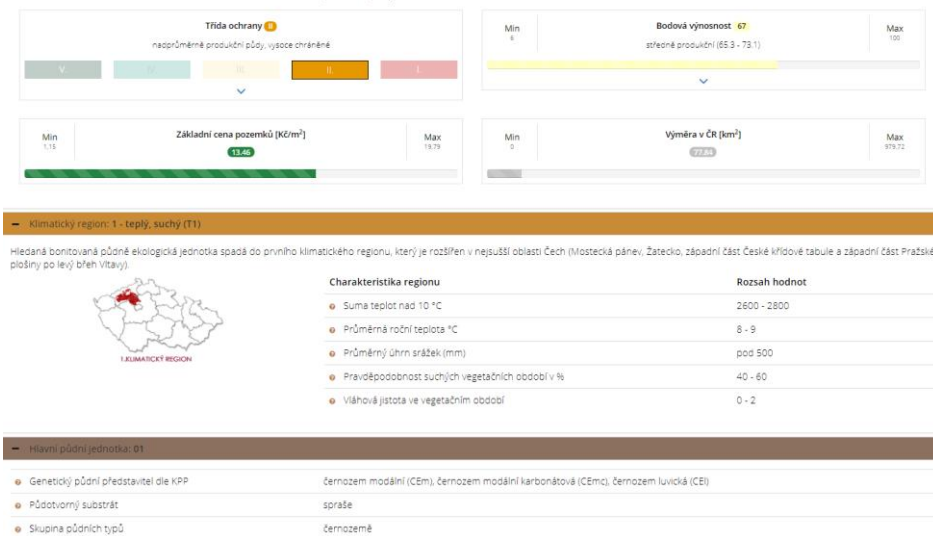 Třída ochrany II
nadprůměrně produkční půdy, vysoce chráněné
V. IV. III. II. I.
Min
6
Bodová výnosnost 67
středně produkční (65.3 - 73.1)
Max
100
Min
1,15
Základní cena pozemků [Kč/m²]
13.46
Max
19,79
Min
0
Výměra v ČR [km²]
77,84
Max
979,72
Klimatický region: 1 - teplý, suchý (T1)
Hledaná bonitovaná půdně ekologická jednotka spadá do prvního klimatického regionu, který je rozšířen v nejsušší oblasti Čech (Mostecká pánev, Žatecko, západní část České křídové tabule a západní část Pražské
plošiny po levý břeh Vltavy).
1.KLIMATICKÝ REGION
Charakteristika regionu Rozsah hodnot
Suma teplot nad 10 °C 2600 - 2800
Průměrná roční teplota °C 8 - 9
Průměrný úhrn srážek (mm) pod 500
Pravděpodobnost suchých vegetačních období v % 40 - 60
Vláhová jistota ve vegetačním období 0 - 2
Hlavní půdní jednotka: 01
Genetický půdní představitel dle KPP černozem modální (CEm), černozem modální karbonátová (CEmc), černozem luvická (CEl)
Půdotvorný substrát spraše
Skupina půdních typů černozemě